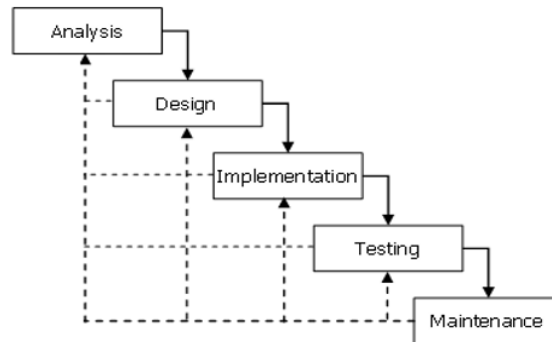 Analysis
Design
Implementation
Testing
Maintenance